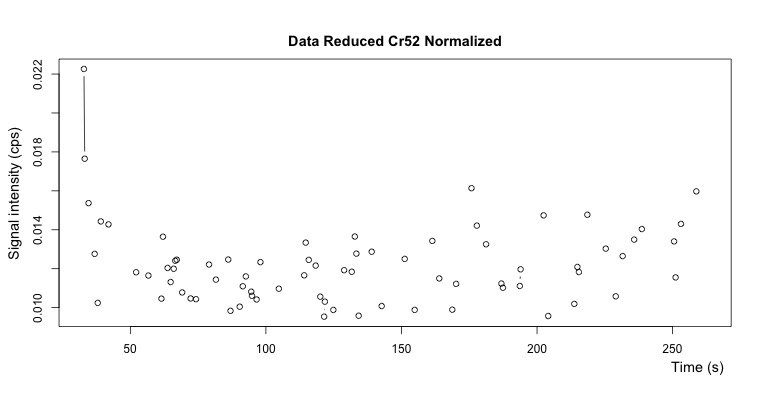 Data Reduced Cr52 Normalized
Signal intensity (cps)
0.022
0.018
0.014
0.010
50 100 150 200 250
Time (s)